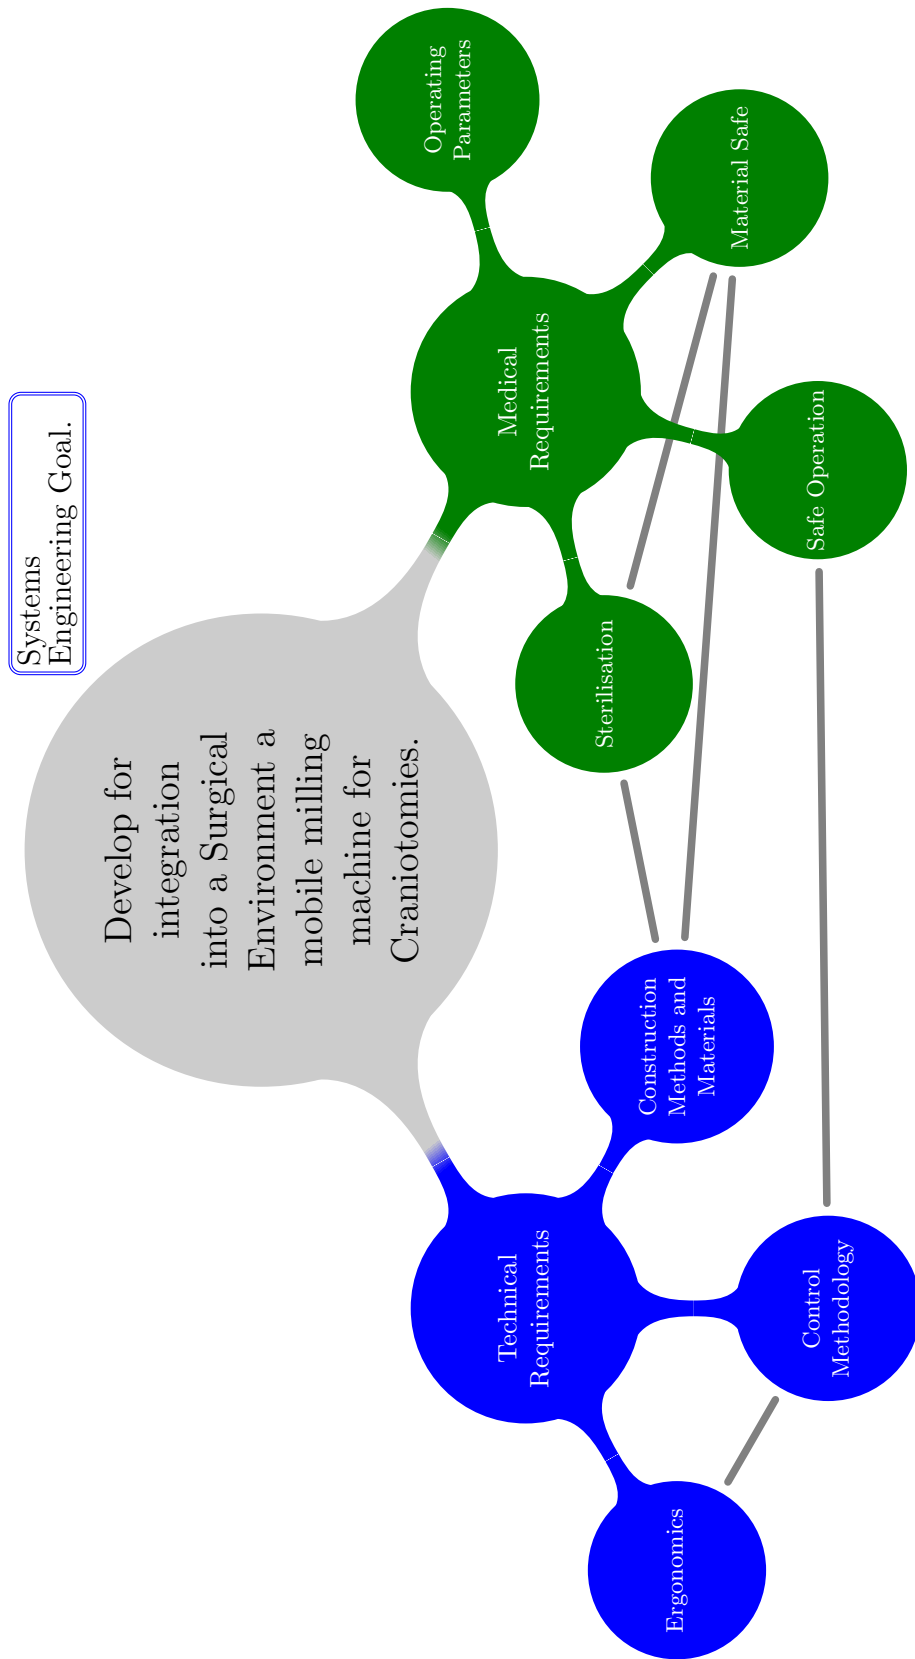 Systems
Engineering Goal.
Develop for
integration
into a Surgical
Environment a
mobile milling
machine for
Craniotomies.
Technical
Requirements
Ergonomics
Control
Methodology
Construction
Methods and
Materials
Medical
Requirements
Sterilisation
Safe Operation
Material Safe
Operating
Parameters